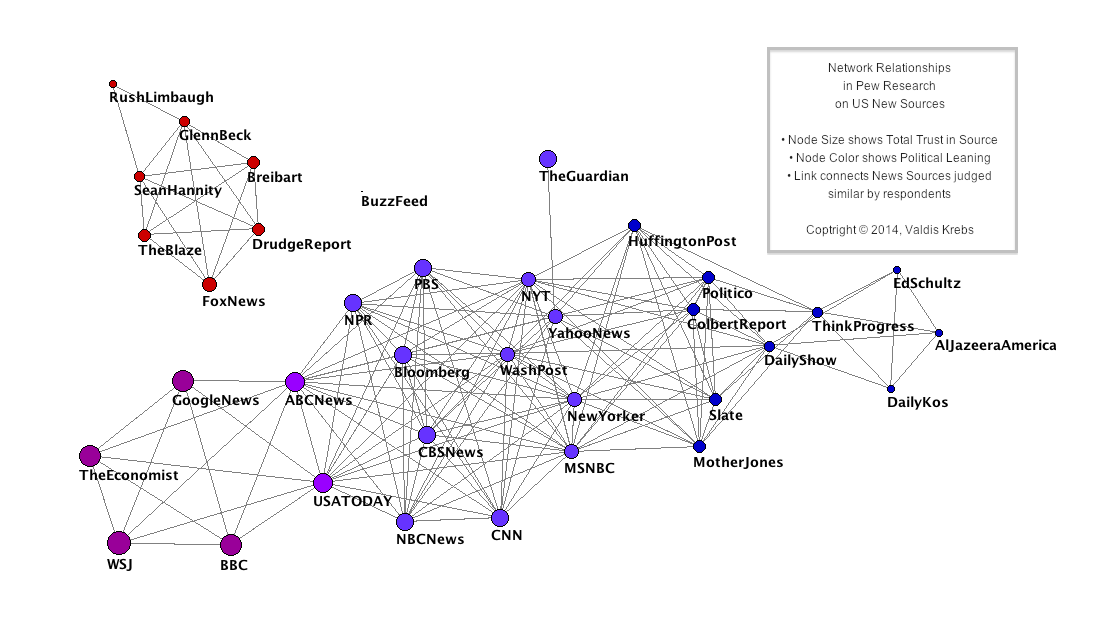 Network Relationships
in Pew Research
on US New Sources
• Node Size shows Total Trust in Source
• Node Color shows Political Leaning
• Link connects News Sources judged
similar by respondents
Coptright © 2014, Valdis Krebs
RushLimbaugh
GlennBeck
Breibart
SeanHannity
TheBlaze
DrudgeReport
FoxNews
BuzzFeed
TheGuardian
HuffingtonPost
PBS
NYT
Politico
EdSchultz
NPR
YahooNews
ColbertReport
ThinkProgress
AlJazeeraAmerica
Bloomberg
WashPost
DailyShow
GoogleNews
ABCNews
NewYorker
Slate
DailyKos
CBSNews
MSNBC
MotherJones
TheEconomist
USATODAY
NBCNews
CNN
WSJ
BBC